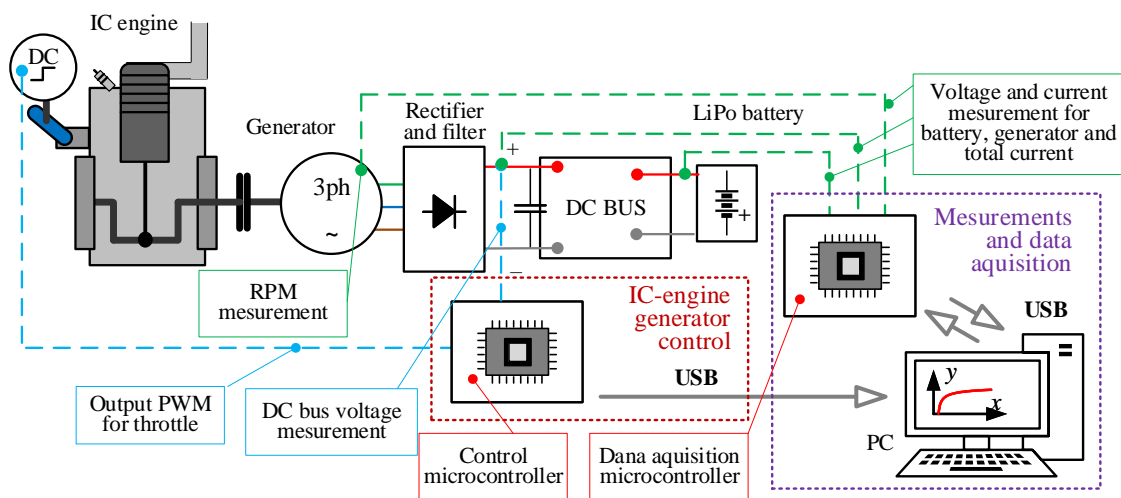 IC engine
DC
Generator
3ph
~
Rectifier
and filter
+
−
DC BUS
LiPo battery
+
Voltage and current
mesurement for
battery, generator and
total current
Mesurements
and data
aquisition
RPM
mesurement
IC-engine
generator
control
USB
USB
y
x
PC
Output PWM
for throttle
DC bus voltage
mesurement
Control
microcontroller
Dana aquisition
microcontroller